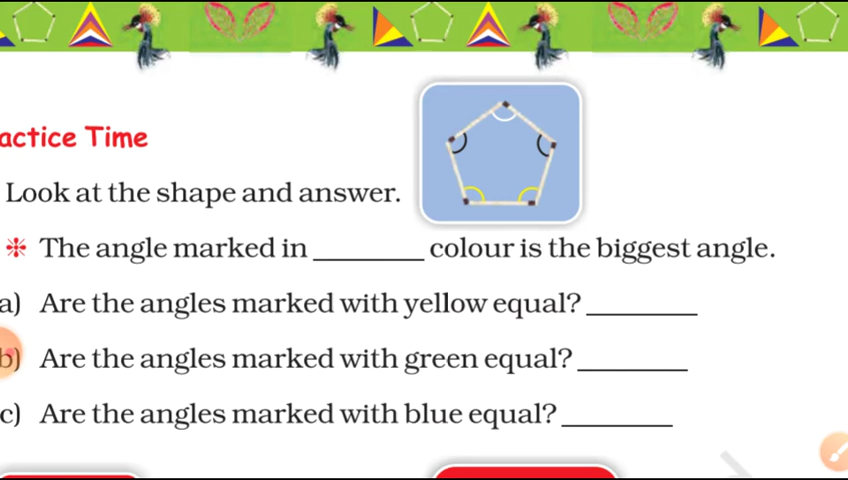 actice Time
Look at the shape and answer.
❉ The angle marked in ________ colour is the biggest angle.
a) Are the angles marked with yellow equal? ________
b) Are the angles marked with green equal? ________
c) Are the angles marked with blue equal? ________